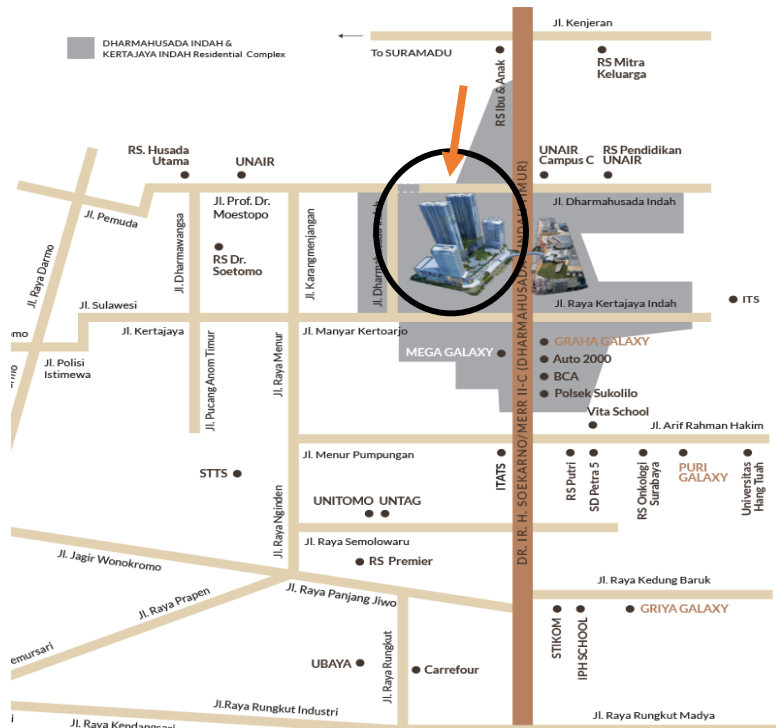 Jl. Kenjeran
DHARMAHUSADA INDAH &
KERTAJAYA INDAH Residential Complex
To SURAMADU
RS Ibu & Anak
RS Mitra
Keluarga
RS. Husada
Utama
UNAIR
UNAIR
Campus C
RS Pendidikan
UNAIR
Jl. Pemuda
Jl. Prof. Dr.
Moestopo
Jl. Dharmahusada Indah
Jl. Raya Darmo
Jl. Dharmawangsa
RS Dr.
Soetomo
Jl. Karangmenjangan
DR. IR. H. SOEKARNO/MERR II-C (DHARMAHUSADA INDAH TIMUR)
Jl. Sulawesi
Jl. Raya Kertajaya Indah
ITS
Jl. Kertajaya
Jl. Manyar Kertoarjo
Jl. Polisi
Istimewa
Jl. Pucang Anom Timur
Jl. Raya Menur
MEGA GALAXY
GRAHA GALAXY
Auto 2000
BCA
Polsek Sukolilo
Vita School
Jl. Arif Rahman Hakim
Jl. Menur Pumpungan
STTS
ITATS
RS Putri
SD Petra 5
RS Onkologi
Surabaya
PURI
GALAXY
Universitas
Hang Tuah
UNITOMO
UNTAG
Jl. Raya Nginden
Jl. Raya Semolowaru
Jl. Jagir Wonokromo
RS Premier
Jl. Raya Prapen
Jl. Raya Panjang Jiwo
Jl. Raya Kedung Baruk
STIKOM
IPH SCHOOL
GRIYA GALAXY
emursari
UBAYA
Jl. Raya Rungkut
Carrefour
Jl.Raya Rungkut Industri
Jl. Raya Kendangsari
Jl. Raya Rungkut Madya